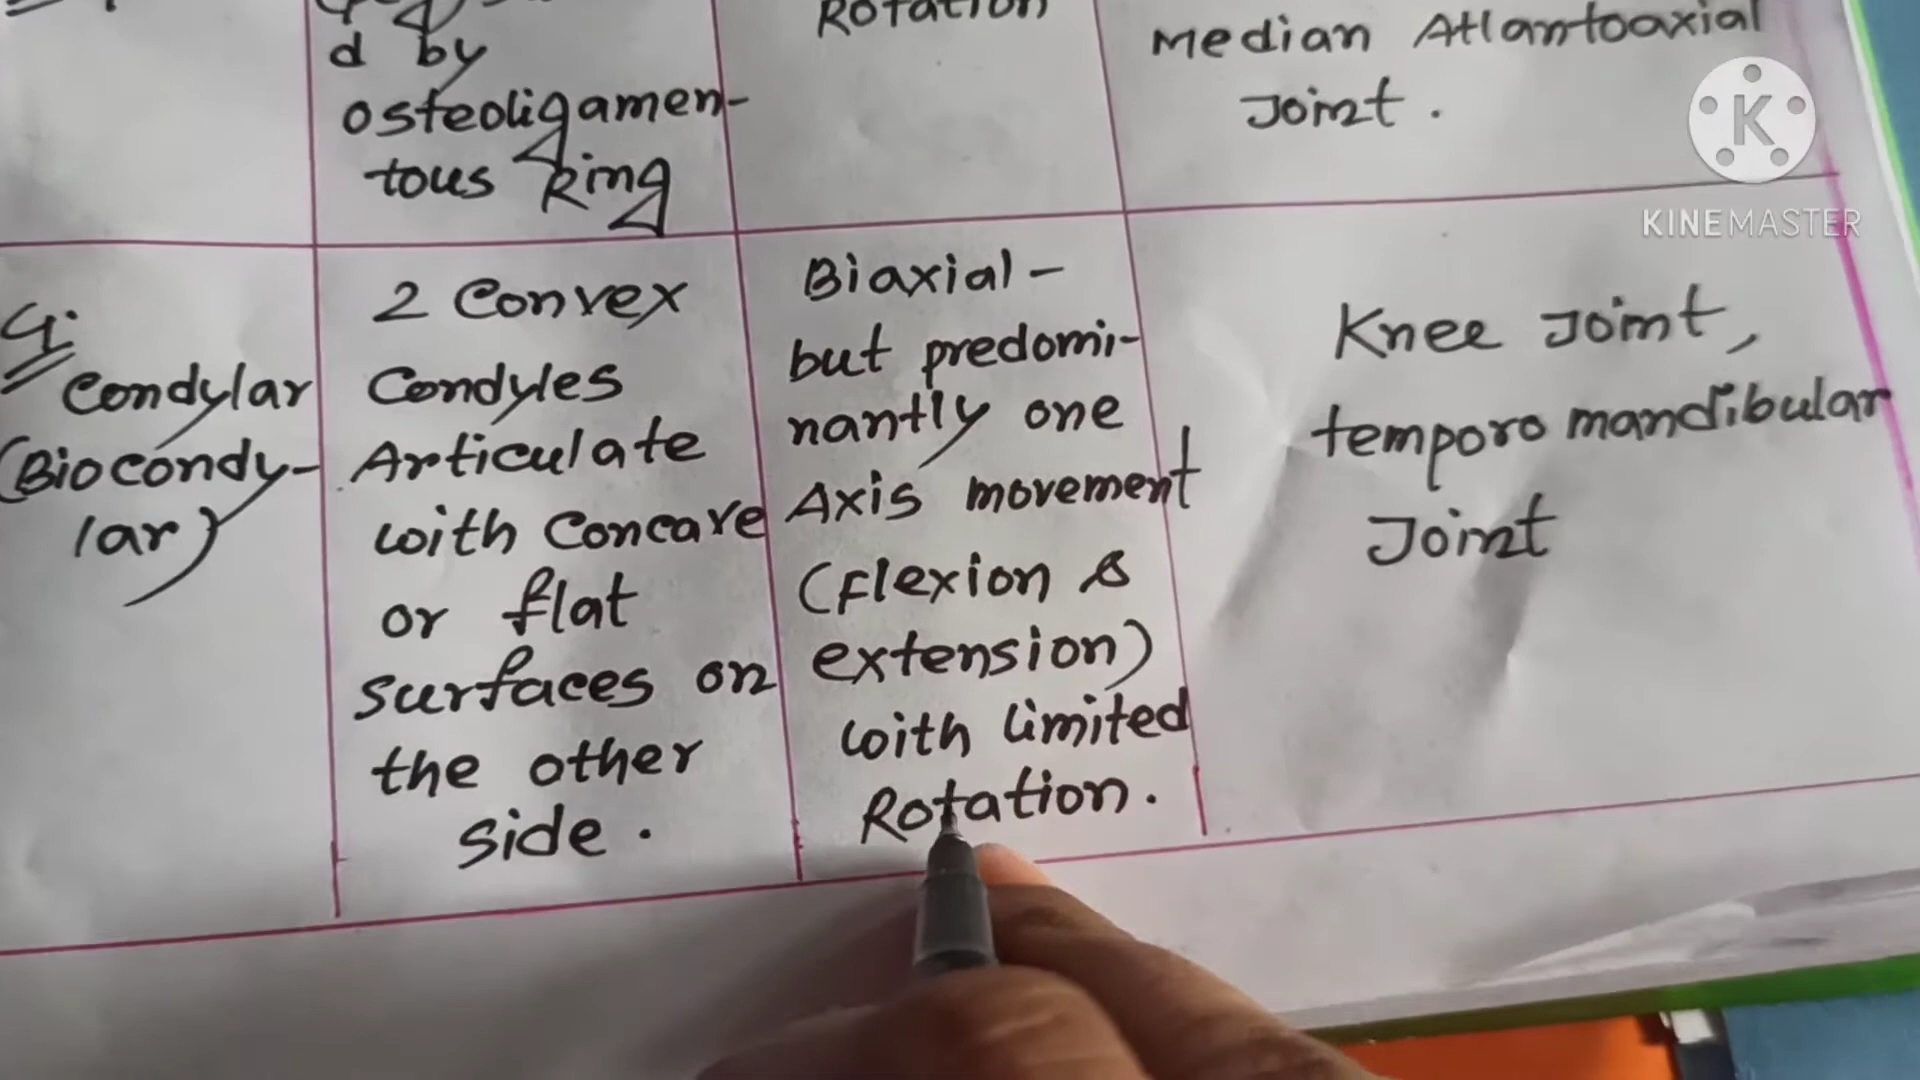 d by
osteoligamen-
tous Ring
Rotation
Median Atlantoaxial
Joint.
K
KINEMASTER
4.
Condylar
(Biocondy-
lar)
2 Convex
Condyles
Articulate
with Concave
or flat
surfaces on
the other
side.
Biaxial-
but predomi-
nantly one
Axis movement
(Flexion &
extension)
with limited
Rotation.
Knee Joint,
temporo mandibular
Joint